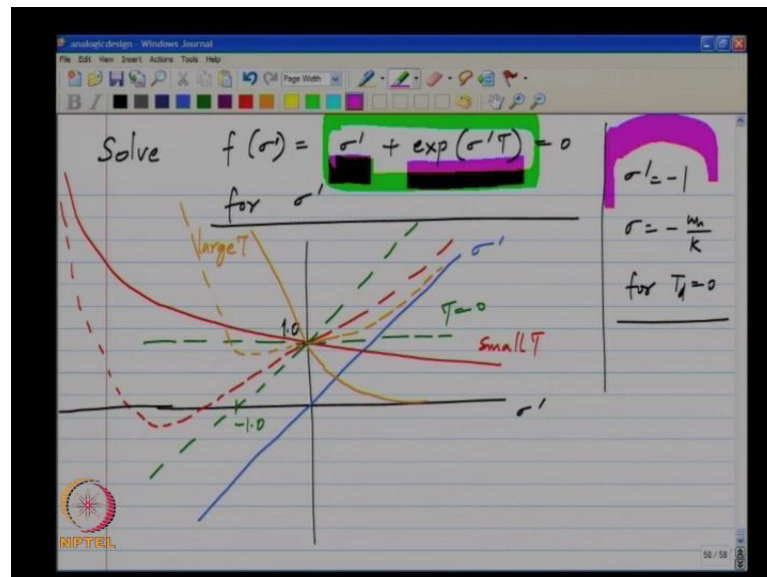 analogicdesign - Windows Journal
File Edit View Insert Actions Tools Help
Page Width
B I
Solve f(σ') = σ' + exp(σ'T) = 0
for σ'
σ' = -1
σ = - ωu/k
for Td = 0
large T
σ'
T = 0
1.0
small T
σ'
-1.0
NPTEL
58 / 58